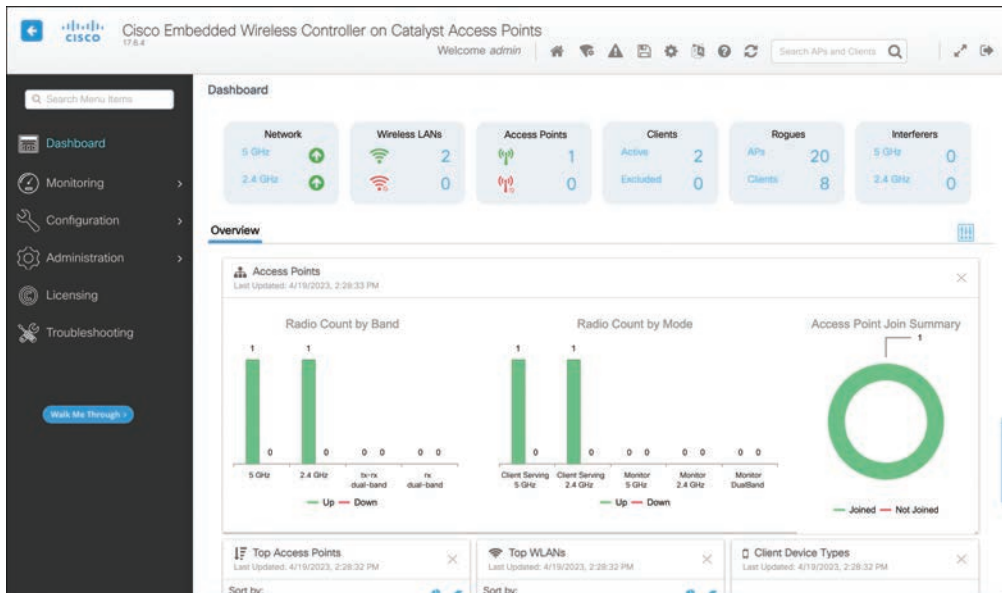 CISCO
Cisco Embedded Wireless Controller on Catalyst Access Points
17.6.4
Welcome admin
Search APs and Clients
Search Menu Items
Dashboard
Monitoring
Configuration
Administration
Licensing
Troubleshooting
Walk Me Through >
Dashboard
Network
5 GHz
2.4 GHz
Wireless LANs
2
0
Access Points
1
0
Clients
Active 2
Excluded 0
Rogues
APs 20
Clients 8
Interferers
5 GHz 0
2.4 GHz 0
Overview
Access Points
Last Updated: 4/19/2023, 2:28:33 PM
Radio Count by Band
1 0 1 0 0 0 0 0
5 GHz 2.4 GHz tx-rx dual-band rx dual-band
Up Down
Radio Count by Mode
1 0 1 0 0 0 0 0 0 0
Client Serving 5 GHz Client Serving 2.4 GHz Monitor 5 GHz Monitor 2.4 GHz Monitor DualBand
Up Down
Access Point Join Summary
1
Joined Not Joined
Top Access Points
Last Updated: 4/19/2023, 2:28:32 PM
Sort by:
Top WLANs
Last Updated: 4/19/2023, 2:28:32 PM
Sort by:
Client Device Types
Last Updated: 4/19/2023, 2:28:32 PM